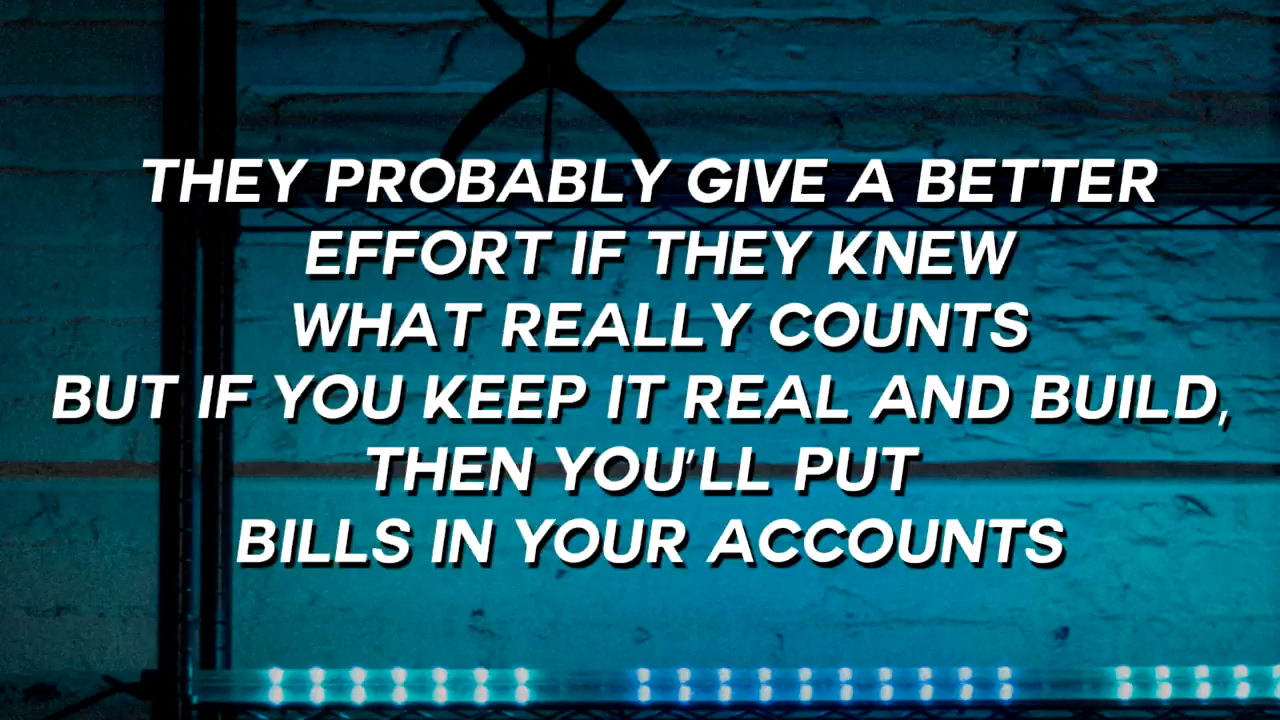 THEY PROBABLY GIVE A BETTER
EFFORT IF THEY KNEW
WHAT REALLY COUNTS
BUT IF YOU KEEP IT REAL AND BUILD,
THEN YOU'LL PUT
BILLS IN YOUR ACCOUNTS